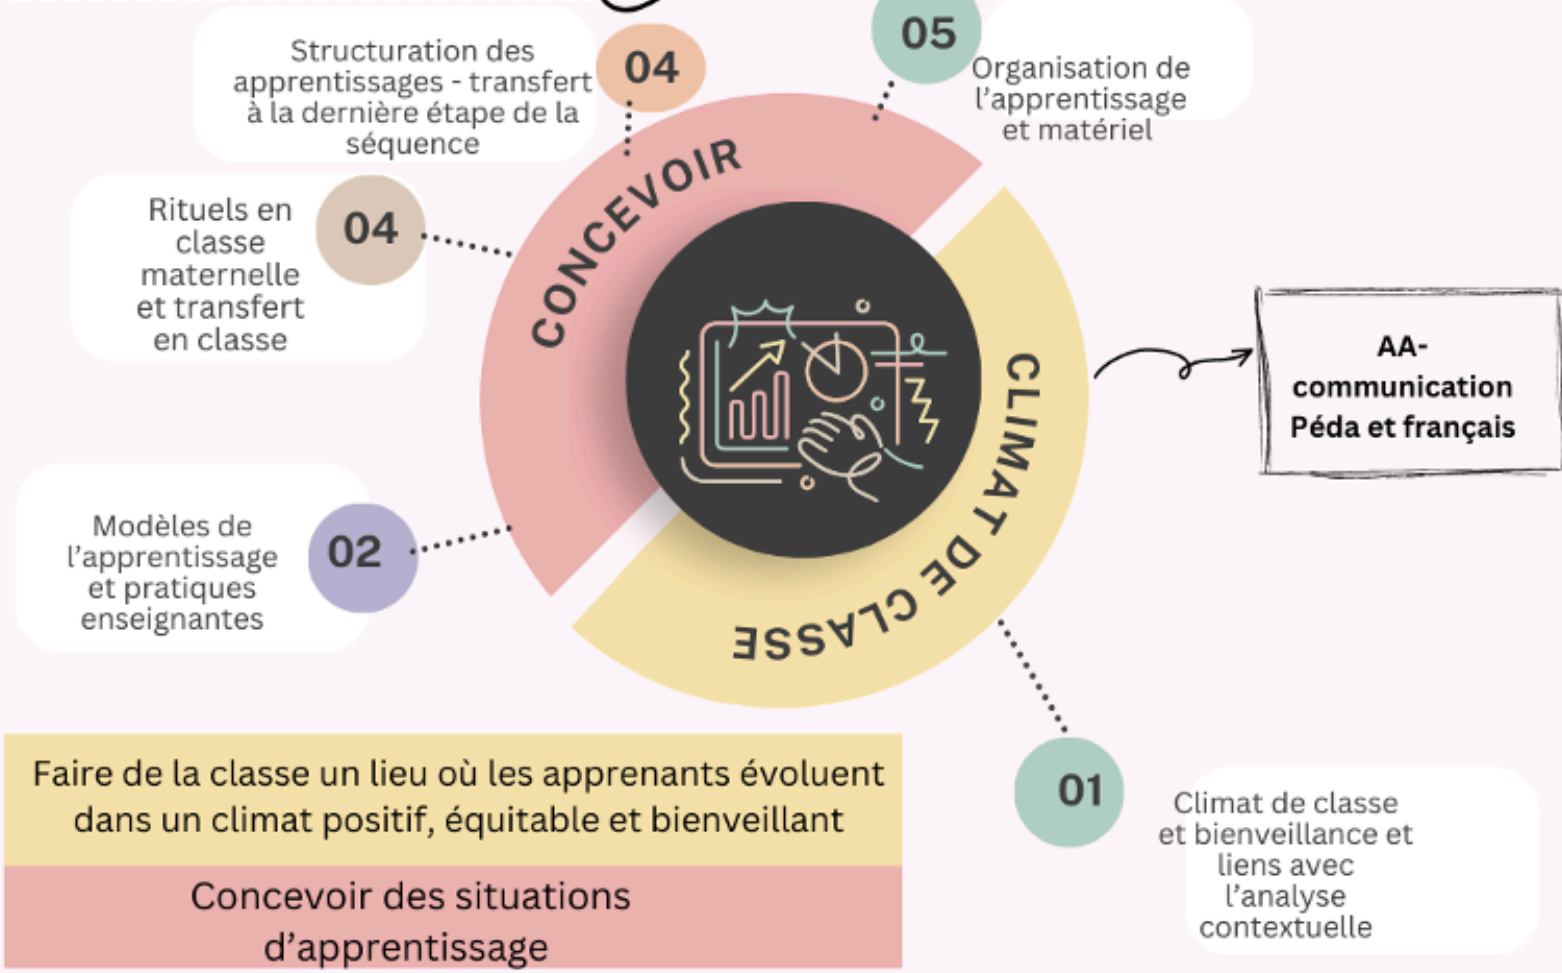 Structuration des
apprentissages - transfert
à la dernière étape de la
séquence
04
05
Organisation de
l'apprentissage
et matériel
Rituels en
classe
maternelle
et transfert
en classe
04
CONCEVOIR
CLIMAT DE CLASSE
AA-
communication
Péda et français
Modèles de
l'apprentissage
et pratiques
enseignantes
02
01
Climat de classe
et bienveillance et
liens avec
l'analyse
contextuelle
Faire de la classe un lieu où les apprenants évoluent
dans un climat positif, équitable et bienveillant
Concevoir des situations
d'apprentissage